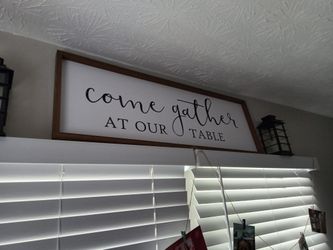 come gather
AT OUR TABLE